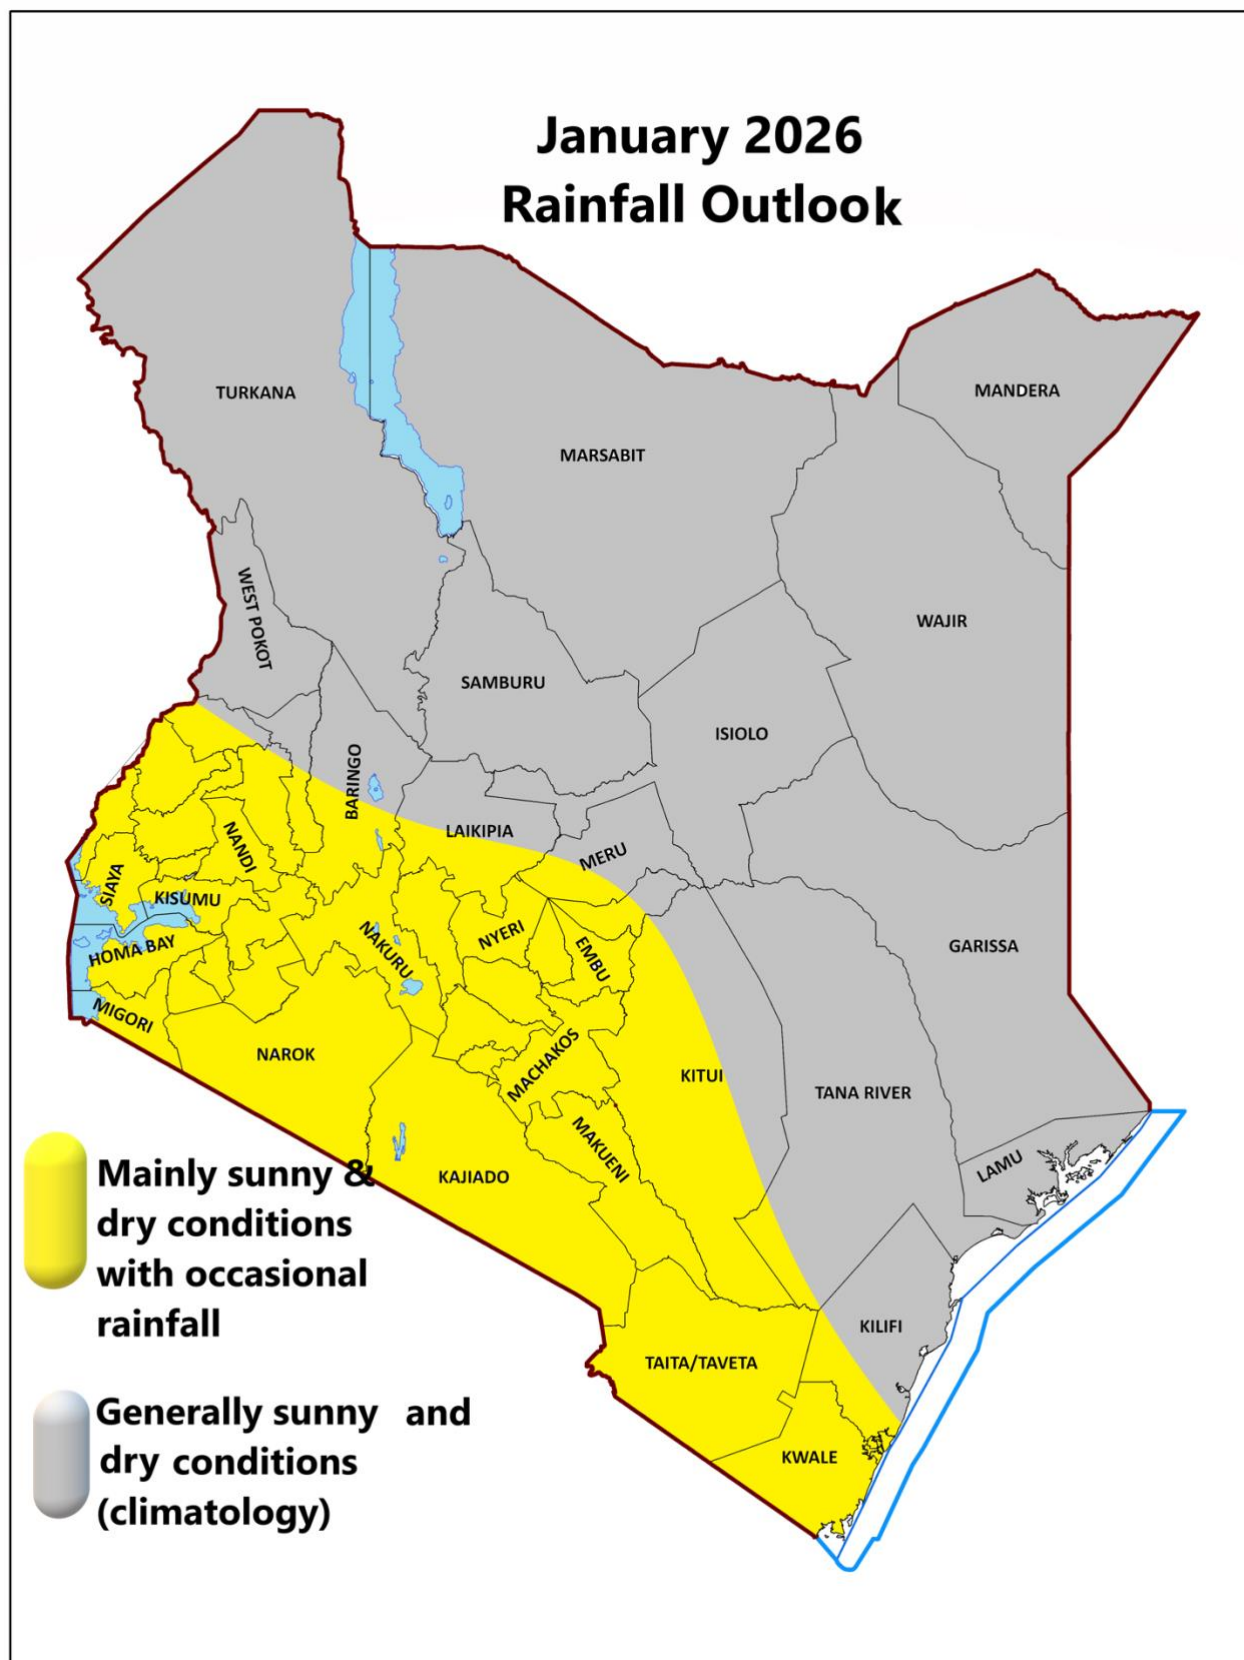 January 2026
Rainfall Outlook
TURKANA
MANDERA
MARSABIT
WEST POKOT
WAJIR
SAMBURU
ISIOLO
BARINGO
LAIKIPIA
MERU
NANDI
SIAYA
KISUMU
NYERI
NAKURU
EMBU
HOMA BAY
GARISSA
MIGORI
NAROK
MACHAKOS
KITUI
TANA RIVER
MAKUENI
LAMU
KAJIADO
KILIFI
TAITA/TAVETA
KWALE
Mainly sunny &
dry conditions
with occasional
rainfall
Generally sunny and
dry conditions
(climatology)